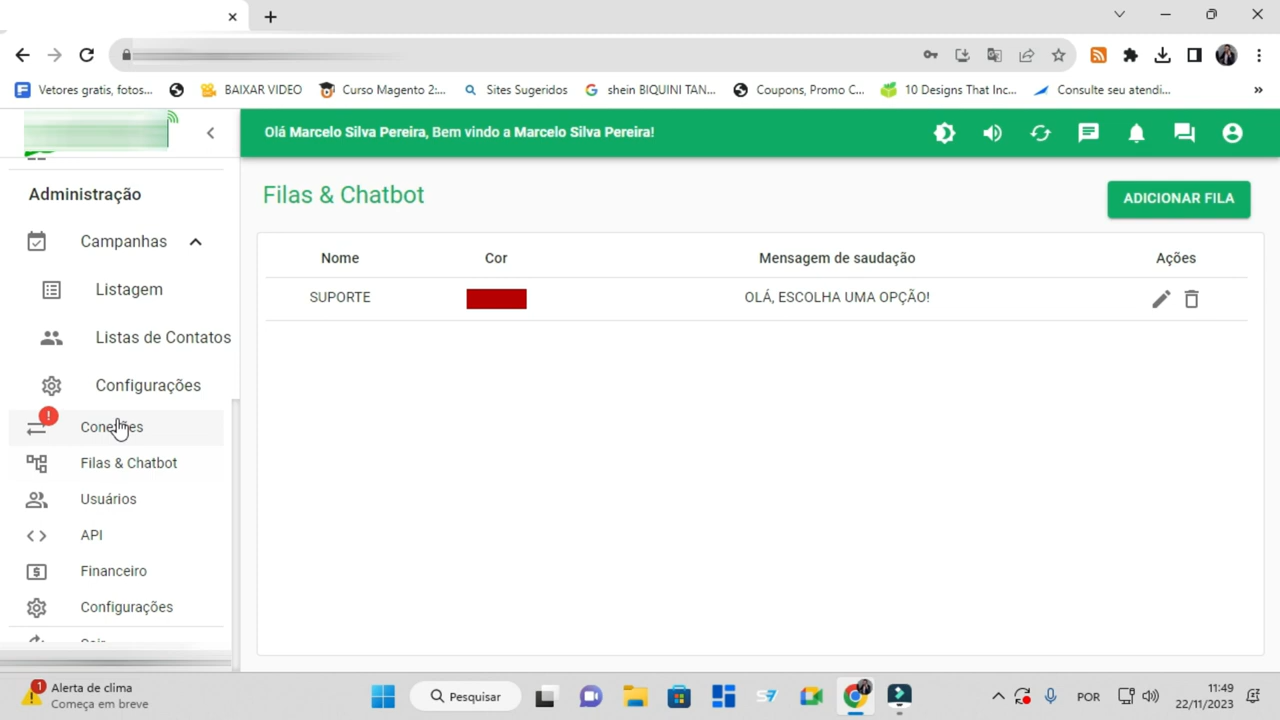 Vetores gratis, fotos...
BAIXAR VIDEO
Curso Magento 2:...
Sites Sugeridos
shein BIQUINI TAN...
Coupons, Promo C...
10 Designs That Inc...
Consulte seu atendi...
»
Olá Marcelo Silva Pereira, Bem vindo a Marcelo Silva Pereira!
Administração
Campanhas
Listagem
Listas de Contatos
Configurações
!
Conexões
Filas & Chatbot
Usuários
API
Financeiro
Configurações
Filas & Chatbot
ADICIONAR FILA
Nome
Cor
Mensagem de saudação
Ações
SUPORTE
OLÁ, ESCOLHA UMA OPÇÃO!
1
Alerta de clima
Começa em breve
Pesquisar
POR
11:49
22/11/2023